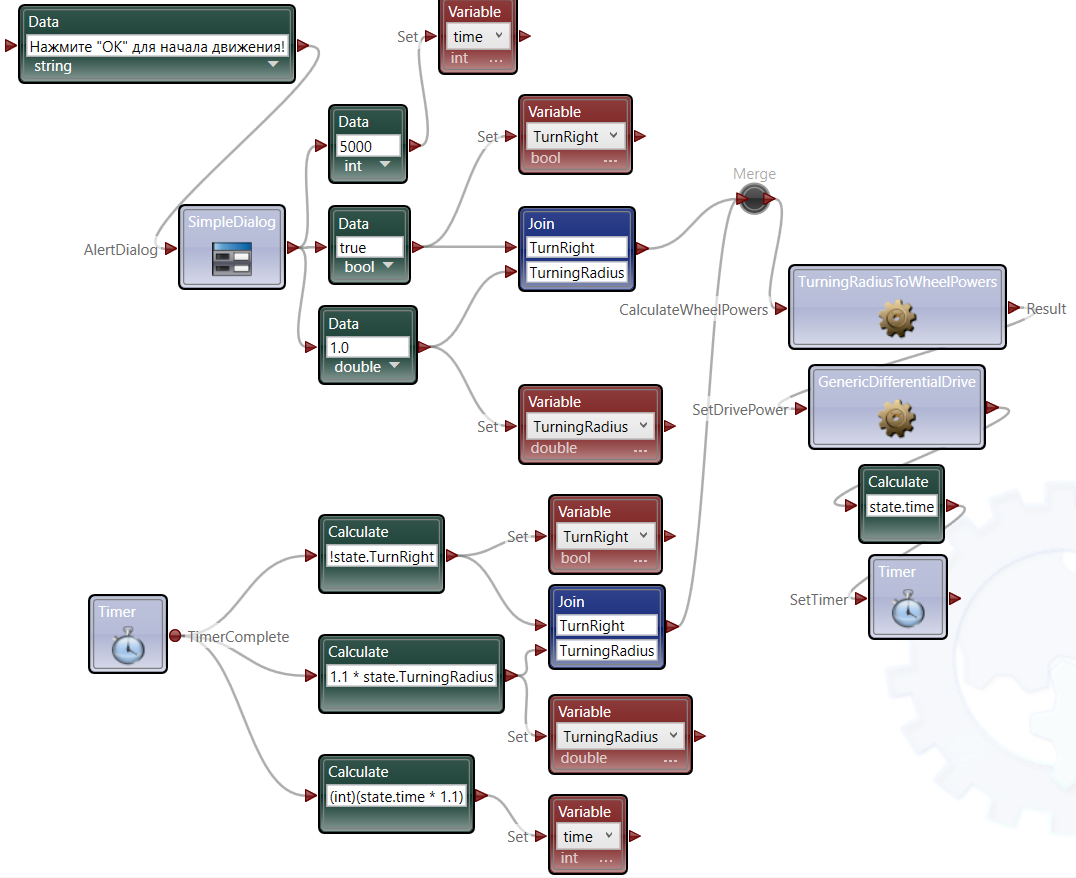 Data
Нажмите "ОК" для начала движения!
string
Variable
Set
time
int
...
Data
5000
int
Variable
Set
TurnRight
bool
...
Merge
SimpleDialog
AlertDialog
Data
true
bool
Join
TurnRight
TurningRadius
TurningRadiusToWheelPowers
CalculateWheelPowers
Result
Data
1.0
double
GenericDifferentialDrive
SetDrivePower
Variable
Set
TurningRadius
double
...
Calculate
state.time
Timer
SetTimer
Calculate
!state.TurnRight
Variable
Set
TurnRight
bool
...
Timer
TimerComplete
Join
TurnRight
TurningRadius
Calculate
1.1 * state.TurningRadius
Variable
Set
TurningRadius
double
...
Calculate
(int)(state.time * 1.1)
Variable
Set
time
int
...